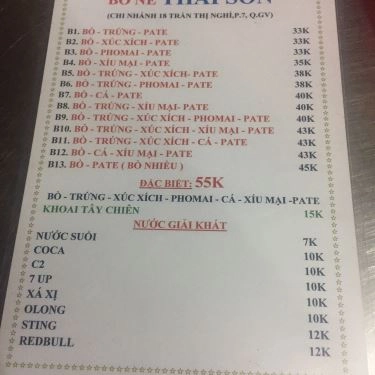 BÒ NÉ THÁI SƠN
(CHI NHÁNH 18 TRẦN THỊ NGHỈ,P.7, Q.GV)
B1. BÒ - TRỨNG - PATE 33K
B2. BÒ - XÚC XÍCH - PATE 33K
B3. BÒ - PHOMAI - PATE 33K
B4. BÒ - XÍU MẠI - PATE 35K
B5. BÒ - TRỨNG - XÚC XÍCH- PATE 38K
B6. BÒ - TRỨNG - PHOMAI - PATE 38K
B7. BÒ - CÁ - PATE 40K
B8. BÒ - TRỨNG - XÍU MẠI - PATE 40K
B9. BÒ - TRỨNG - XÚC XÍCH - PHOMAI - PATE 40K
B10. BÒ - TRỨNG - XÚC XÍCH - XÍU MẠI - PATE 43K
B11. BÒ - TRỨNG - XÚC XÍCH - CÁ - PATE 43K
B12. BÒ - CÁ - XÍU MẠI - PATE 43K
B13. BÒ - PATE ( BÒ NHIỀU ) 45K
ĐẶC BIỆT: 55K
BÒ - TRỨNG - XÚC XÍCH - PHOMAI - CÁ - XÍU MẠI -PATE
KHOAI TÂY CHIÊN 15K
NƯỚC GIẢI KHÁT
NƯỚC SUỐI 7K
COCA 10K
C2 10K
7 UP 10K
XÁ XỊ 10K
OLONG 10K
STING 12K
REDBULL 12K